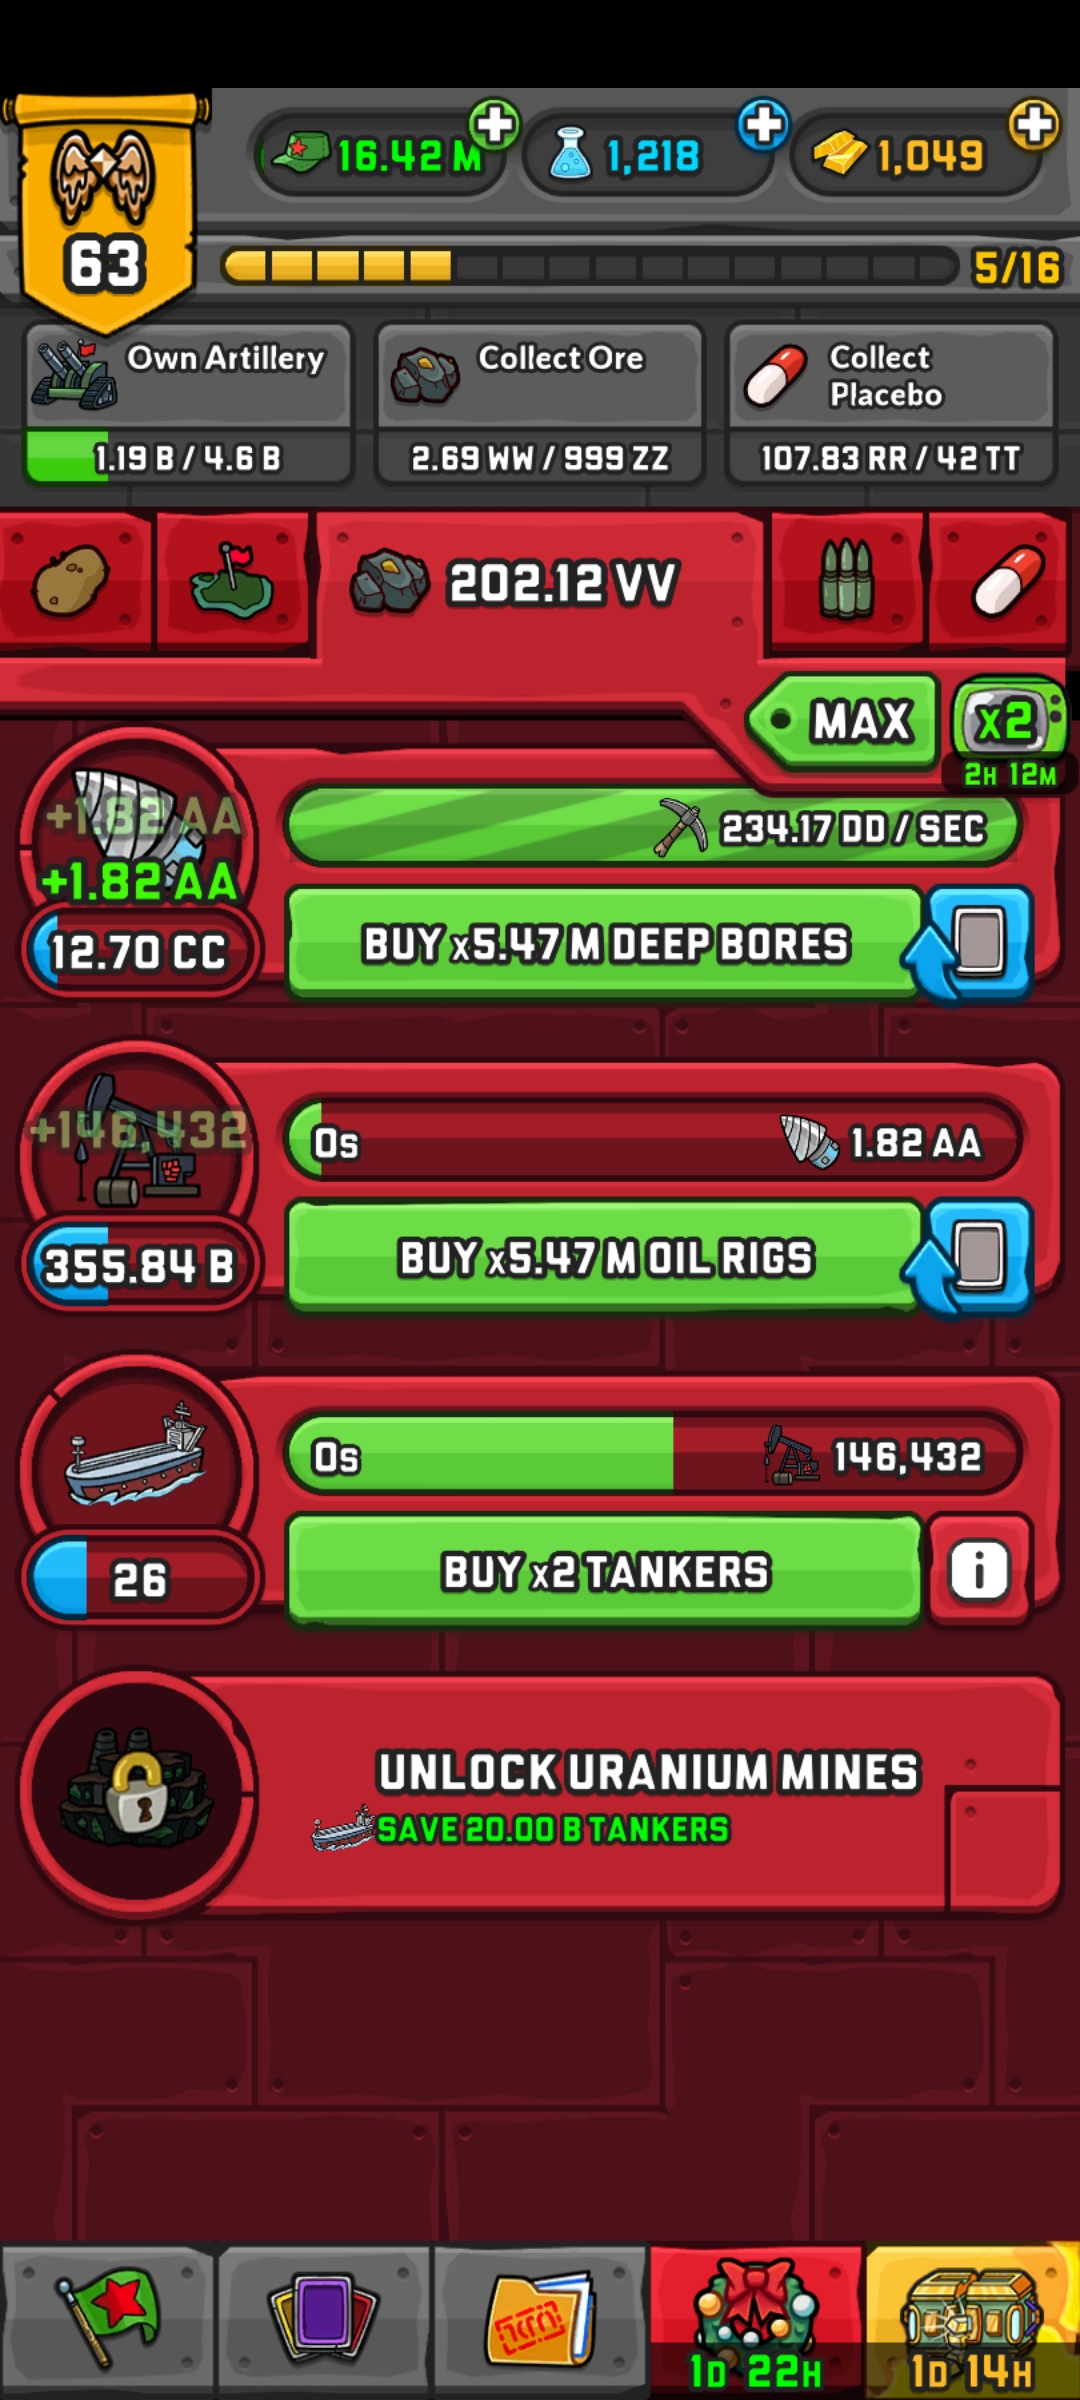 16.42 M
1,218
1,049
63
5/16
Own Artillery
1.19 B / 4.6 B
Collect Ore
2.69 WW / 999 ZZ
Collect
Placebo
107.83 RR / 42 TT
202.12 VV
MAX
x2
2H 12M
+1.82 AA
+1.82 AA
12.70 CC
234.17 DD / SEC
BUY x5.47 M DEEP BORES
+146,432
355.84 B
0s
1.82 AA
BUY x5.47 M OIL RIGS
0s
146,432
26
BUY x2 TANKERS
i
UNLOCK URANIUM MINES
SAVE 20.00 B TANKERS
1D 22H
1D 14H